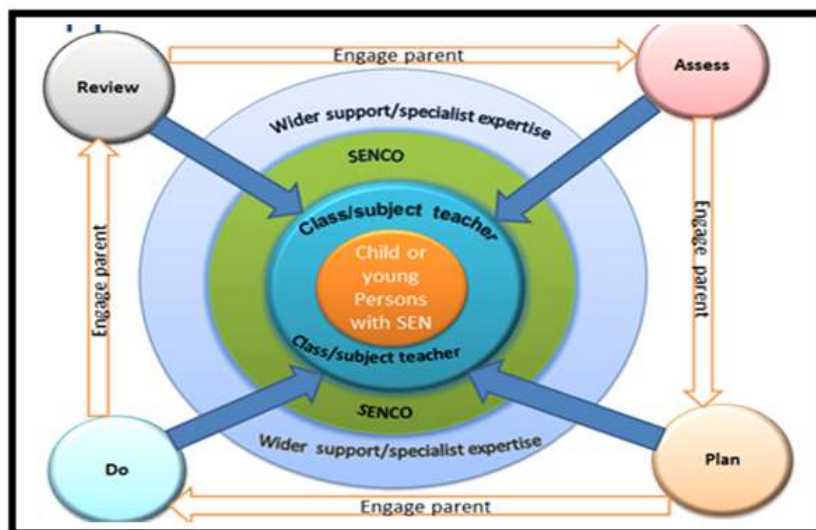 Engage parent
Review
Assess
Wider support/specialist expertise
SENCO
Class/subject teacher
Child or
young
Persons
with SEN
Engage parent
Engage parent
Class/subject teacher
SENCO
Wider support/specialist expertise
Do
Plan
Engage parent